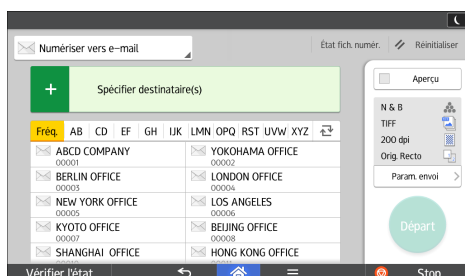 Numériser vers e-mail
État fich. numér.
Réinitialiser
Spécifier destinataire(s)
Aperçu
Fréq. AB CD EF GH IJK LMN OPQ RST UVW XYZ
ABCD COMPANY
00001
YOKOHAMA OFFICE
00002
BERLIN OFFICE
00003
LONDON OFFICE
00004
NEW YORK OFFICE
00005
LOS ANGELES
00006
KYOTO OFFICE
00007
BEIJING OFFICE
00008
SHANGHAI OFFICE
HONG KONG OFFICE
N & B
TIFF
200 dpi
Orig. Recto
Param. envoi
Départ
Vérifier l'état
Stop